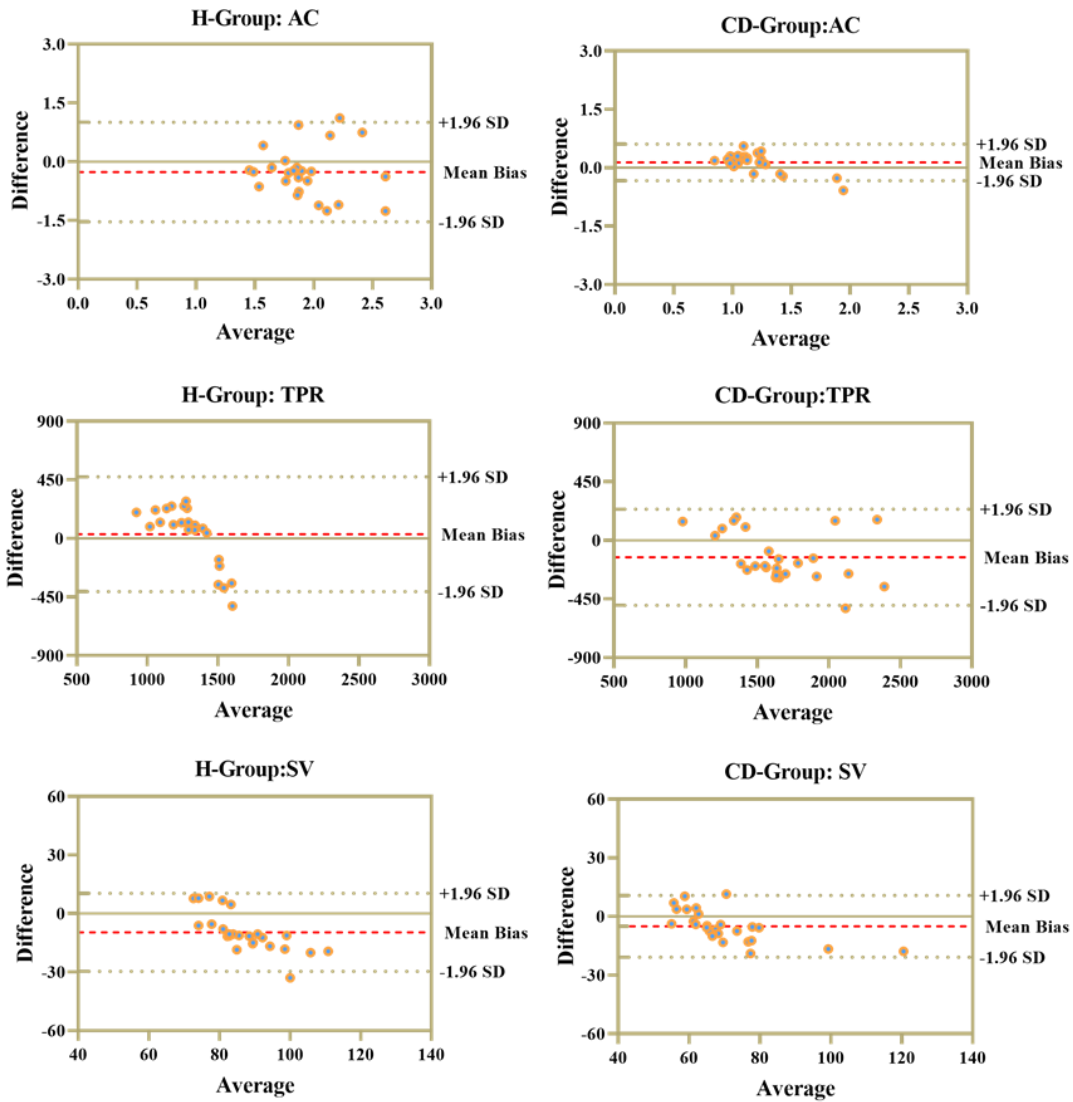 H-Group: AC
3.0
1.5
0.0
-1.5
-3.0
Difference
+1.96 SD
Mean Bias
-1.96 SD
0.0 0.5 1.0 1.5 2.0 2.5 3.0
Average
CD-Group:AC
3.0
1.5
0.0
-1.5
-3.0
Difference
+1.96 SD
Mean Bias
-1.96 SD
0.0 0.5 1.0 1.5 2.0 2.5 3.0
Average
H-Group: TPR
900
450
0
-450
-900
Difference
+1.96 SD
Mean Bias
-1.96 SD
500 1000 1500 2000 2500 3000
Average
CD-Group:TPR
900
450
0
-450
-900
Difference
+1.96 SD
Mean Bias
-1.96 SD
500 1000 1500 2000 2500 3000
Average
H-Group:SV
60
30
0
-30
-60
Difference
+1.96 SD
Mean Bias
-1.96 SD
40 60 80 100 120 140
Average
CD-Group: SV
60
30
0
-30
-60
Difference
+1.96 SD
Mean Bias
-1.96 SD
40 60 80 100 120 140
Average